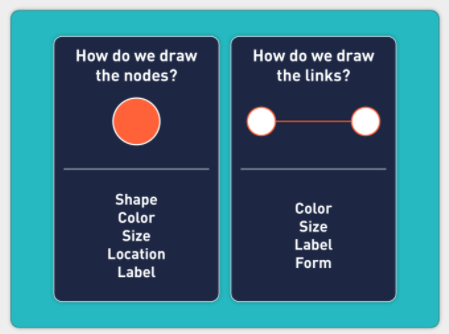 How do we draw
the nodes?
Shape
Color
Size
Location
Label
How do we draw
the links?
Color
Size
Label
Form